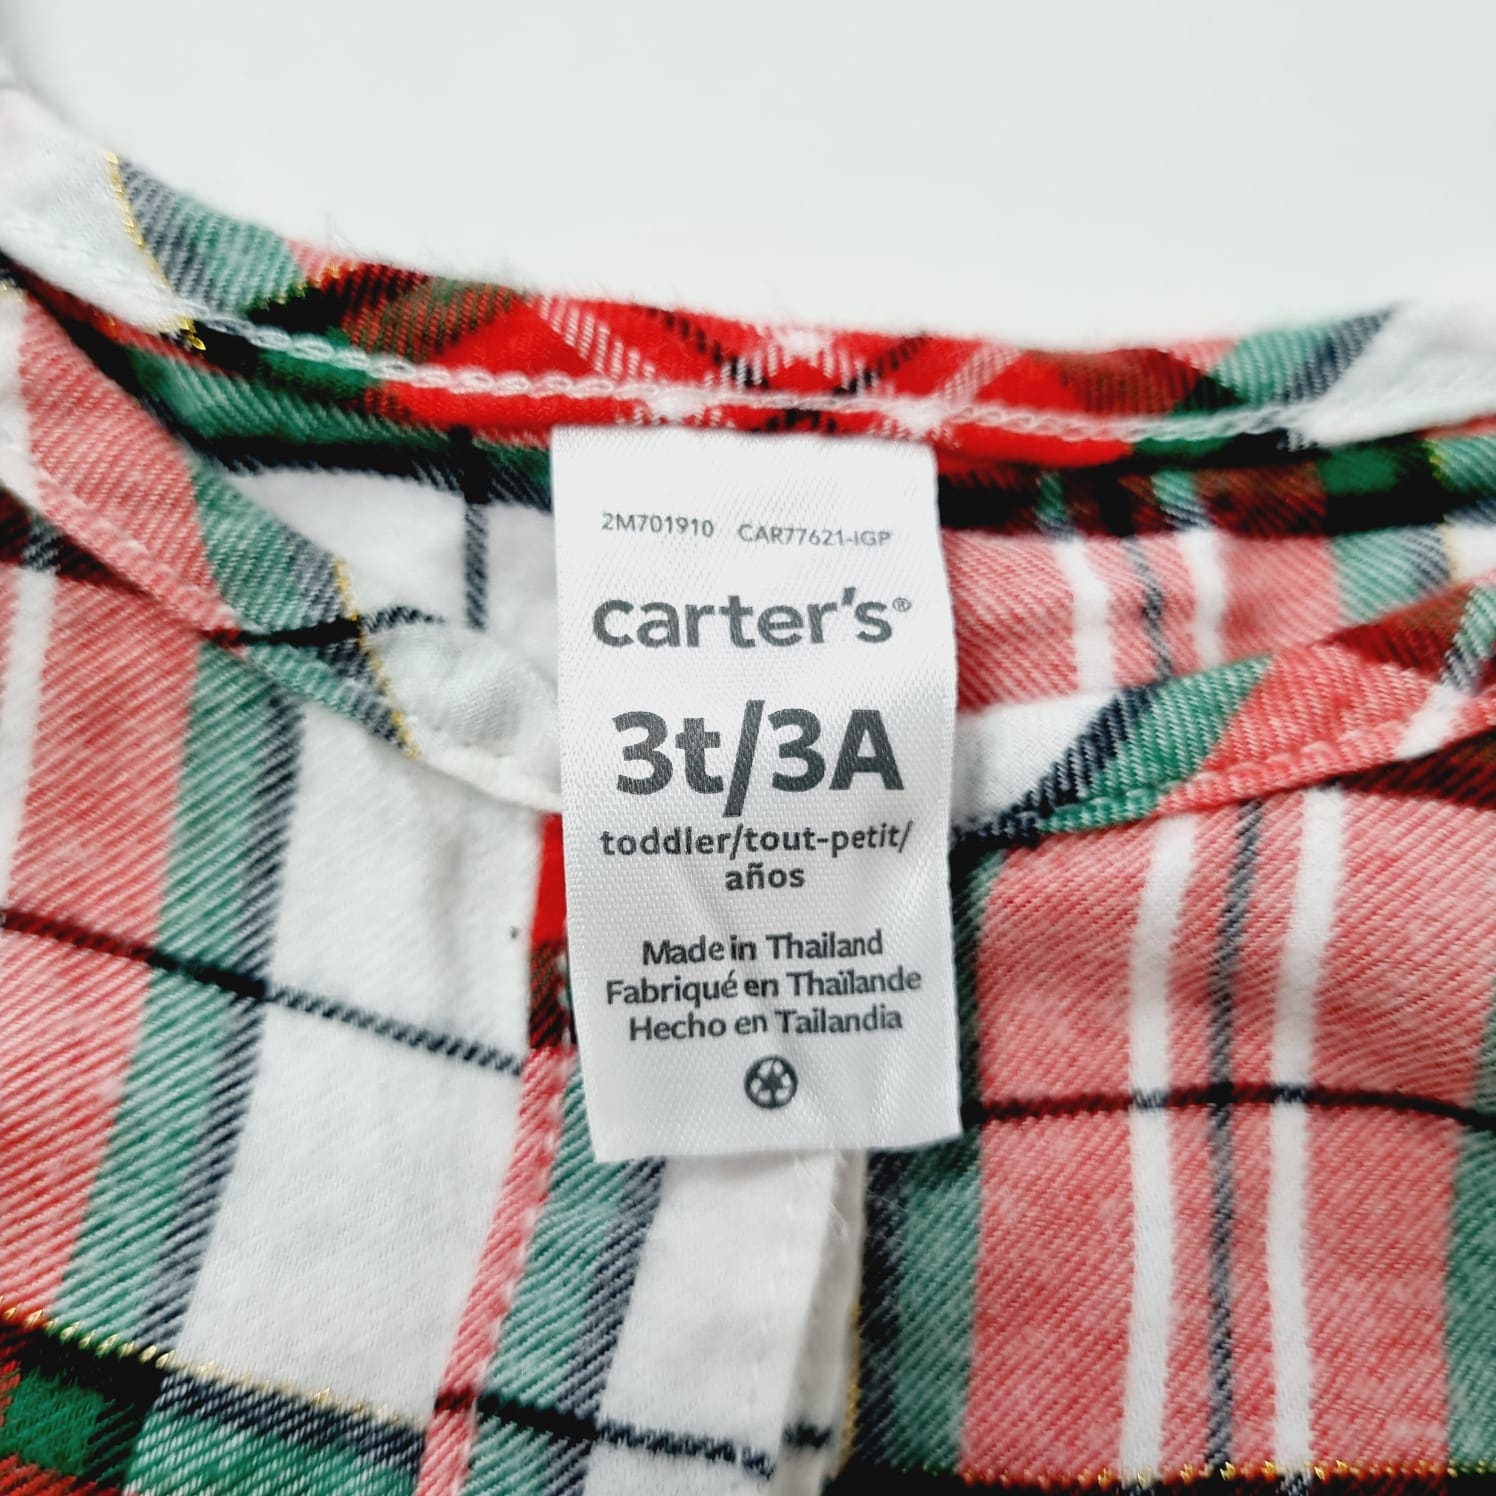 2M701910 CAR77621-IGP
carter's®
3t/3A
toddler/tout-petit/
años
Made in Thailand
Fabriqué en Thaïlande
Hecho en Tailandia